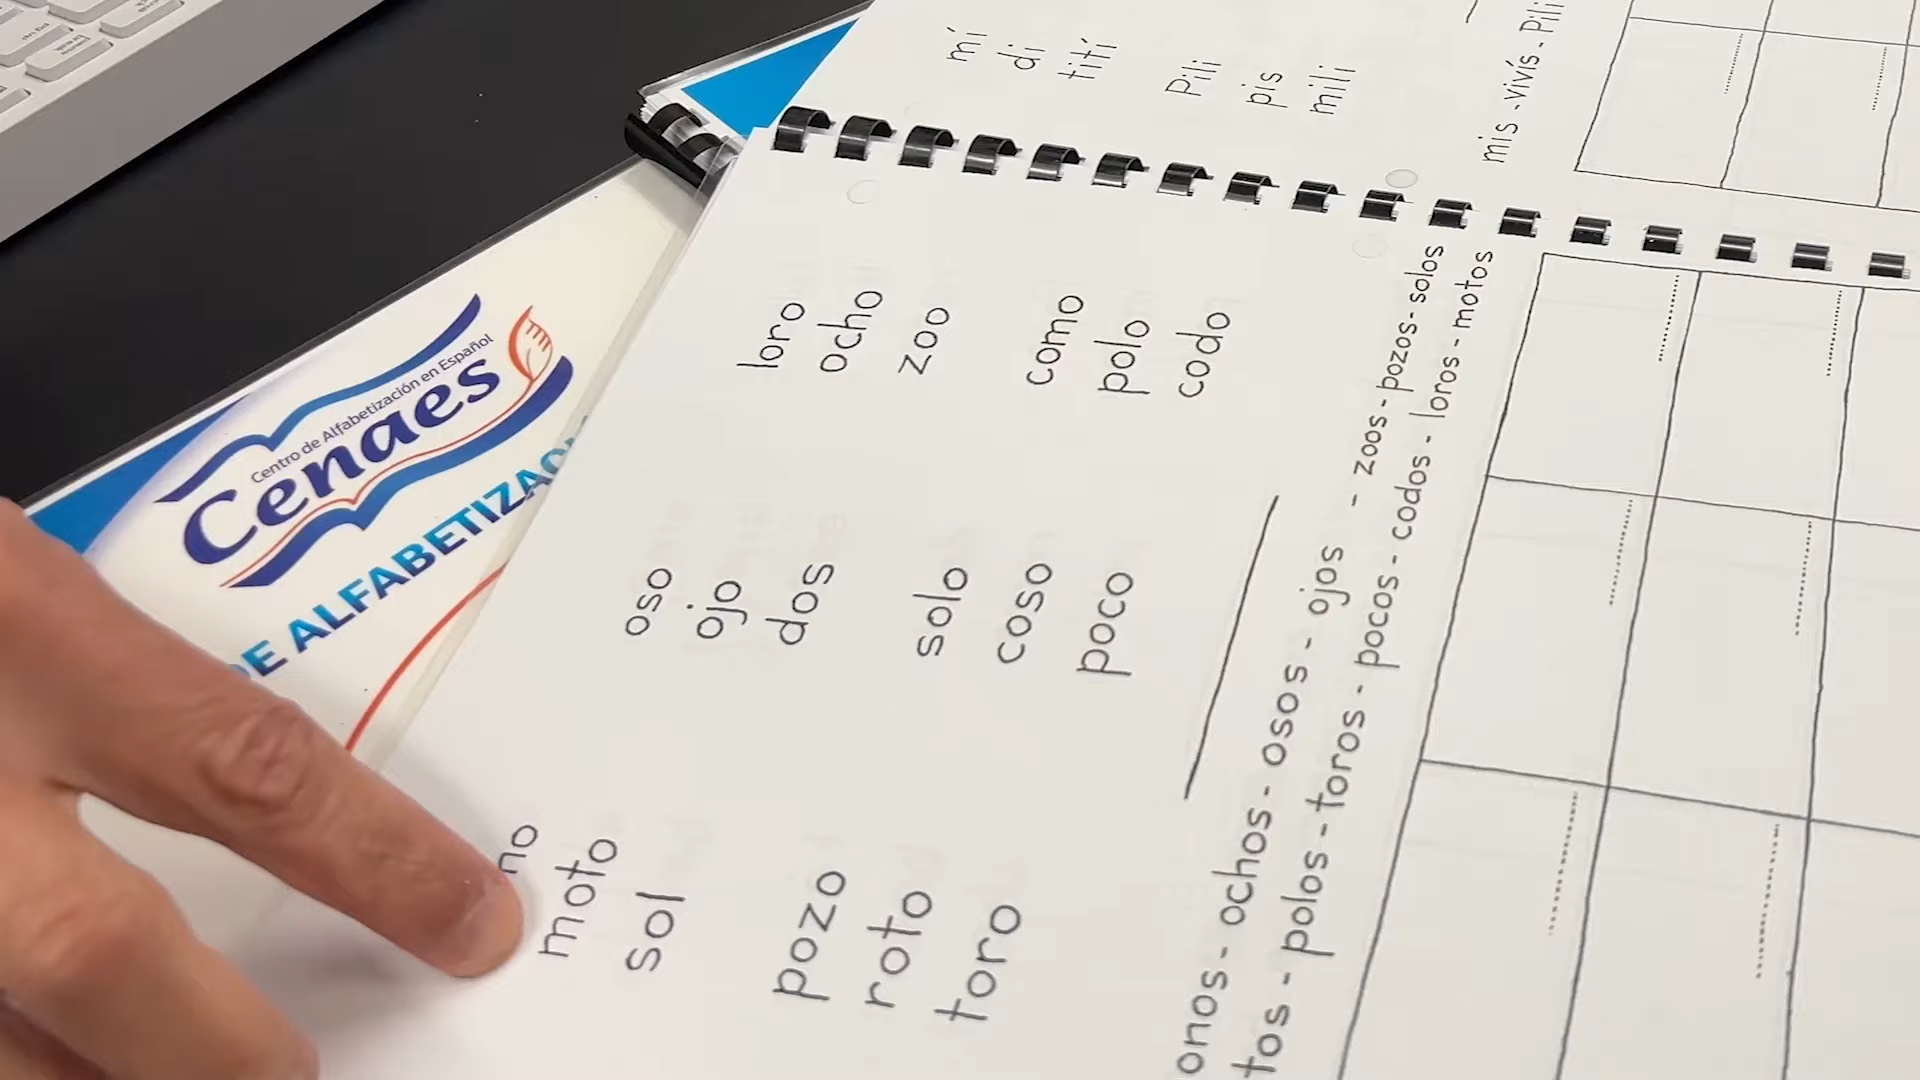 mí
di
tití
Pili
pis
mili
mis - vivís - Pili
Centro de Alfabetización en Español
Cenaes
DE ALFABETIZACIÓN
moto
sol
oso
ojo
dos
loro
ocho
zoo
pozo
roto
toro
solo
coso
poco
como
polo
codo
onos - ochos - osos - ojos - zoos - pozos - solos
tos - polos - toros - pocos - codos - loros - motos